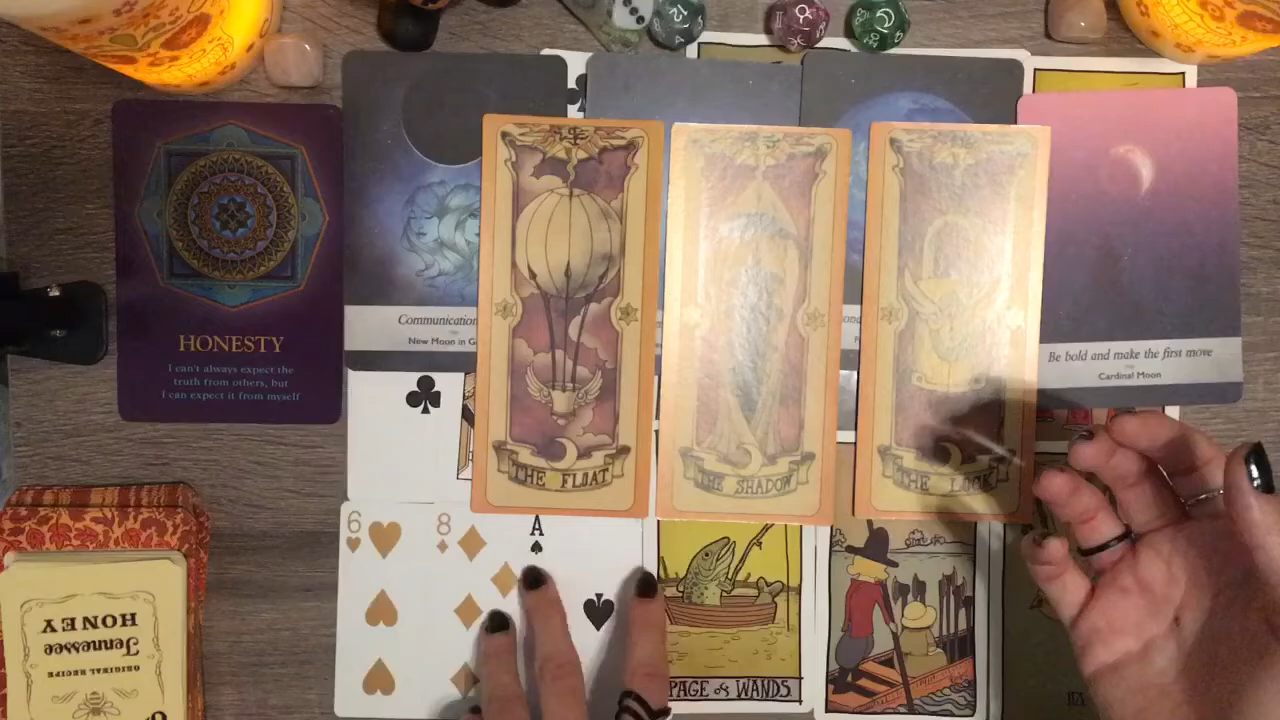 12
HONESTY
I can't always expect the
truth from others, but
I can expect it from myself
Communication
New Moon in G
Be bold and make the first move
Cardinal Moon
THE FLOAT
THE SHADOW
THE LOCK
6
8
A
PAGE of WANDS.
Tennessee
HONEY
ORIGINAL RECIPE